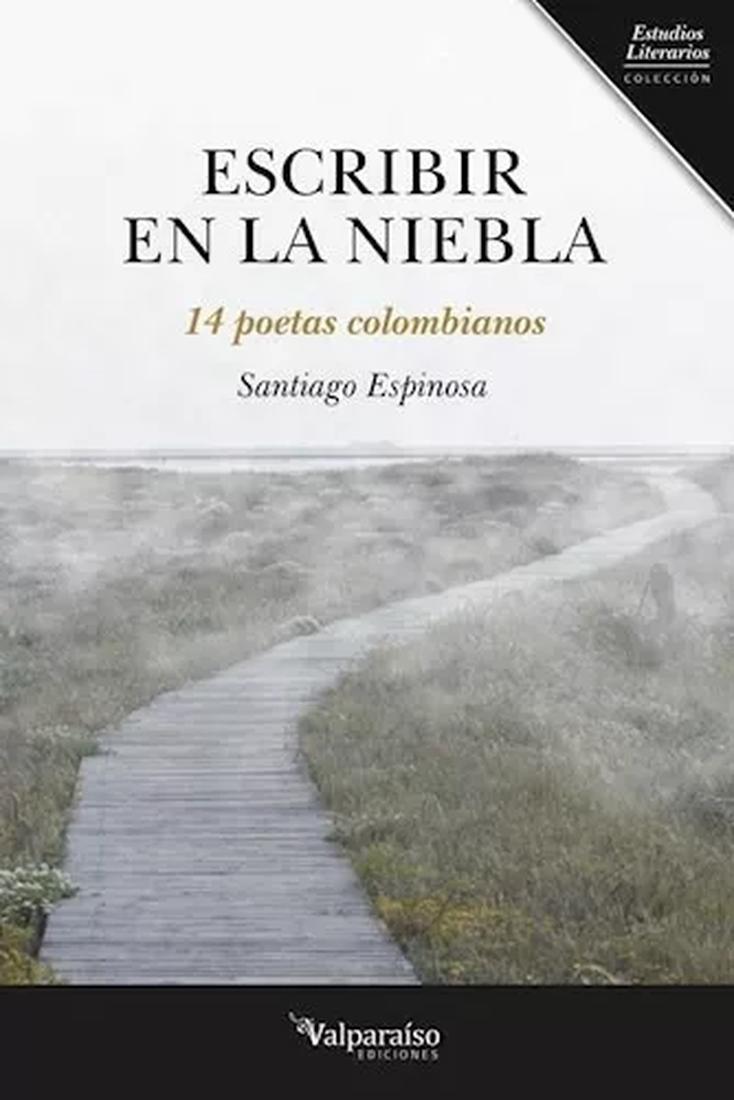 Estudios
Literarios
COLECCIÓN
ESCRIBIR
EN LA NIEBLA
14 poetas colombianos
Santiago Espinosa
Valparaíso
EDICIONES